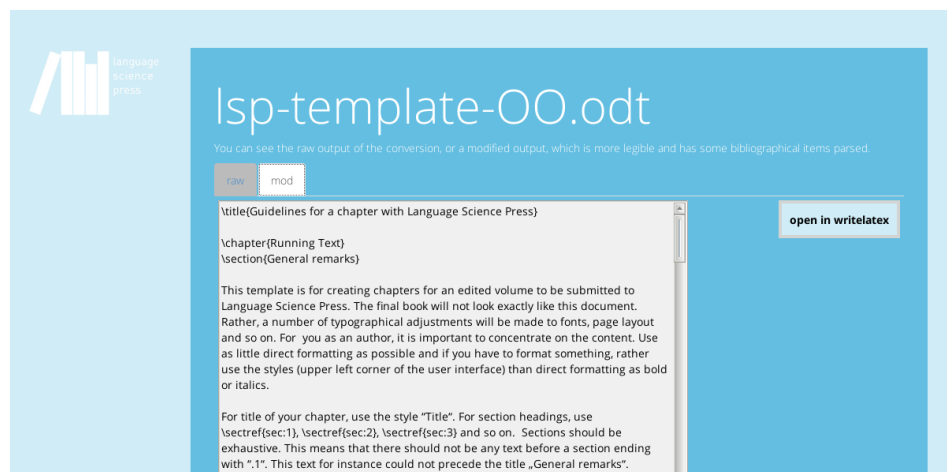 language
science
press
lsp-template-OO.odt
You can see the raw output of the conversion, or a modified output, which is more legible and has some bibliographical items parsed.
raw
mod
open in writelatex
\title{Guidelines for a chapter with Language Science Press}
\chapter{Running Text}
\section{General remarks}
This template is for creating chapters for an edited volume to be submitted to
Language Science Press. The final book will not look exactly like this document.
Rather, a number of typographical adjustments will be made to fonts, page layout
and so on. For  you as an author, it is important to concentrate on the content. Use
as little direct formatting as possible and if you have to format something, rather
use the styles (upper left corner of the user interface) than direct formatting as bold
or italics.
For title of your chapter, use the style “Title”. For section headings, use
\sectref{sec:1}, \sectref{sec:2}, \sectref{sec:3} and so on.  Sections should be
exhaustive. This means that there should not be any text before a section ending
with “.1”. This text for instance could not precede the title „General remarks“.